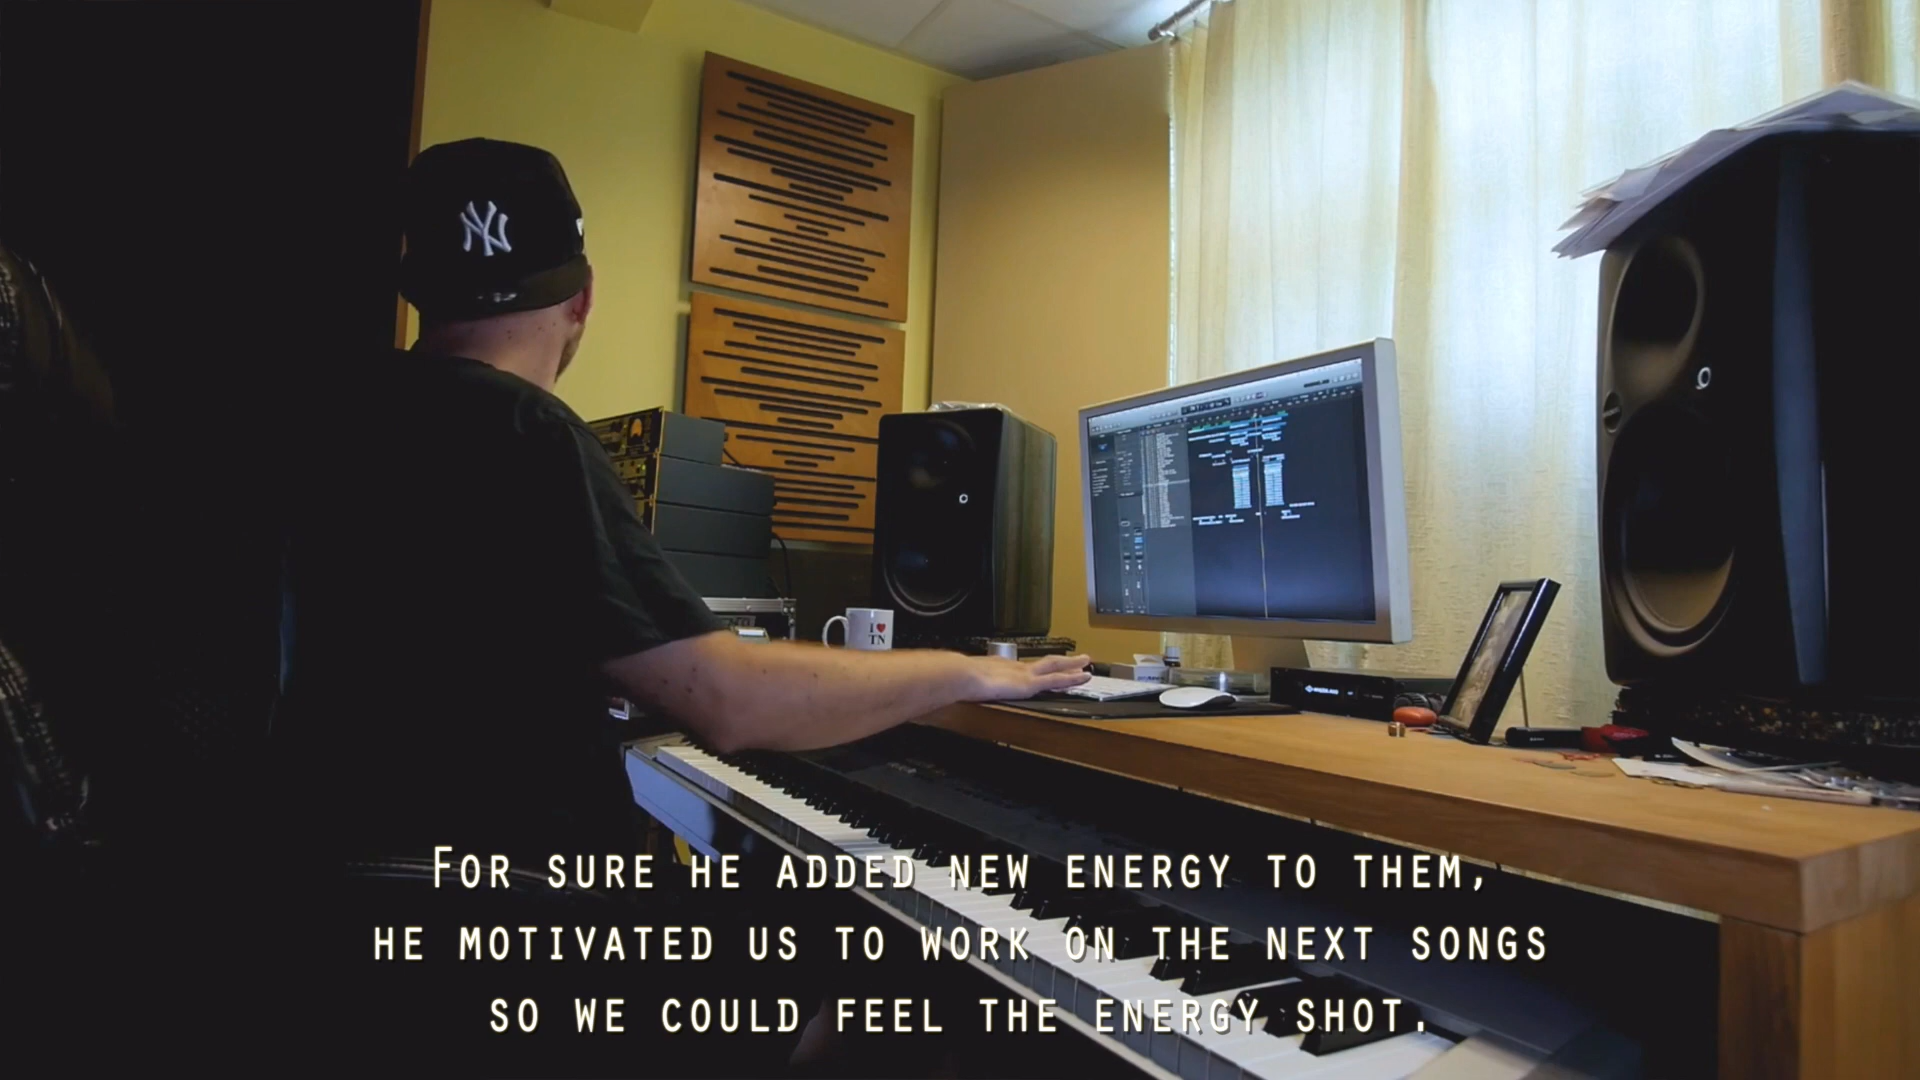 NY
I ♥
TN
FOR SURE HE ADDED NEW ENERGY TO THEM,
HE MOTIVATED US TO WORK ON THE NEXT SONGS
SO WE COULD FEEL THE ENERGY SHOT.